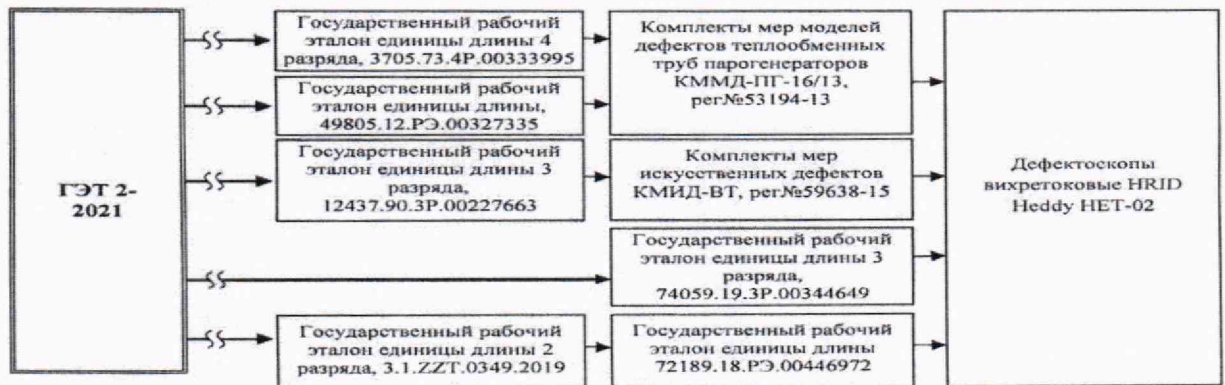 ГЭТ 2-
2021
Государственный рабочий
эталон единицы длины 4
разряда, 3705.73.4Р.00333995
Государственный рабочий
эталон единицы длины,
49805.12.РЭ.00327335
Государственный рабочий
эталон единицы длины 3
разряда,
12437.90.3Р.00227663
Государственный рабочий
эталон единицы длины 2
разряда, 3.1.ZZT.0349.2019
Комплекты мер моделей
дефектов теплообменных
труб парогенераторов
КММД-ПГ-16/13,
рег№53194-13
Комплекты мер
искусственных дефектов
КМИД-ВТ, рег№59638-15
Государственный рабочий
эталон единицы длины 3
разряда,
74059.19.3Р.00344649
Государственный рабочий
эталон единицы длины
72189.18.РЭ.00446972
Дефектоскопы
вихретоковые HRID
Heddy HET-02